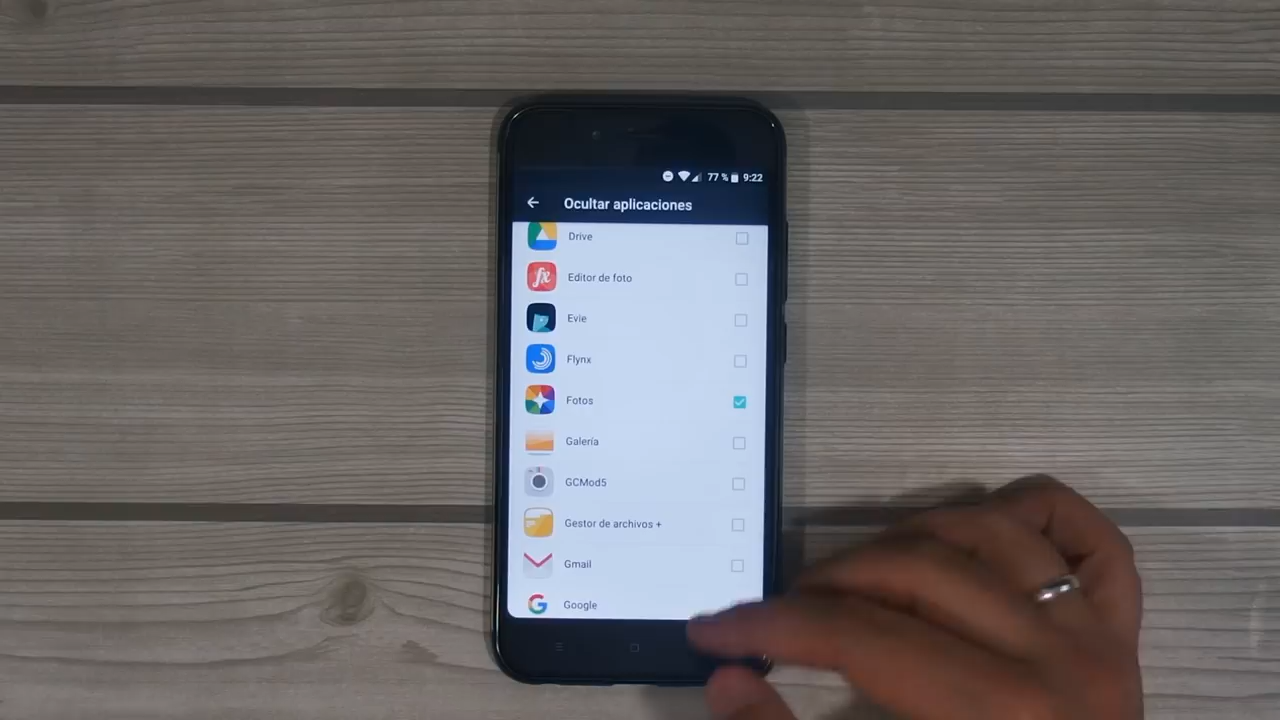 77 % 9:22
Ocultar aplicaciones
Drive
Editor de foto
Evie
Flynx
Fotos
Galería
GCMod5
Gestor de archivos +
Gmail
Google